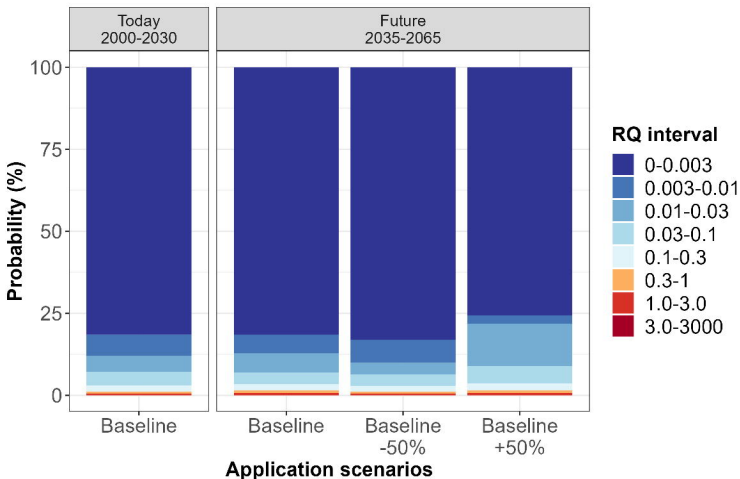 Today
2000-2030
Future
2035-2065
Probability (%)
100
75
50
25
0
Baseline
Baseline
Baseline
-50%
Baseline
+50%
Application scenarios
RQ interval
0-0.003
0.003-0.01
0.01-0.03
0.03-0.1
0.1-0.3
0.3-1
1.0-3.0
3.0-3000